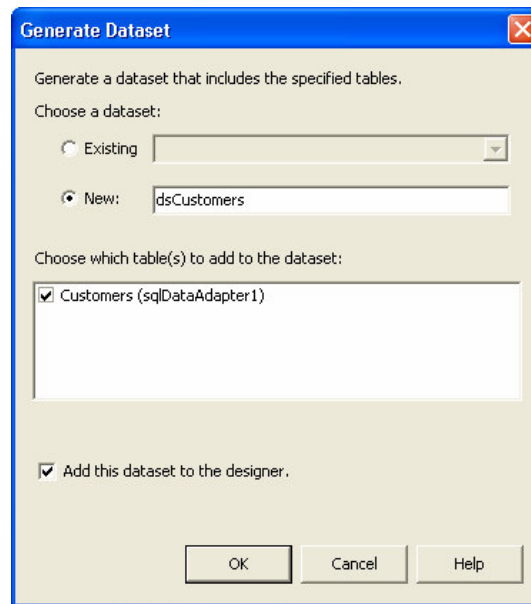 Generate Dataset
Generate a dataset that includes the specified tables.
Choose a dataset:
Existing
New: dsCustomers
Choose which table(s) to add to the dataset:
Customers (sqlDataAdapter1)
Add this dataset to the designer.
OK Cancel Help